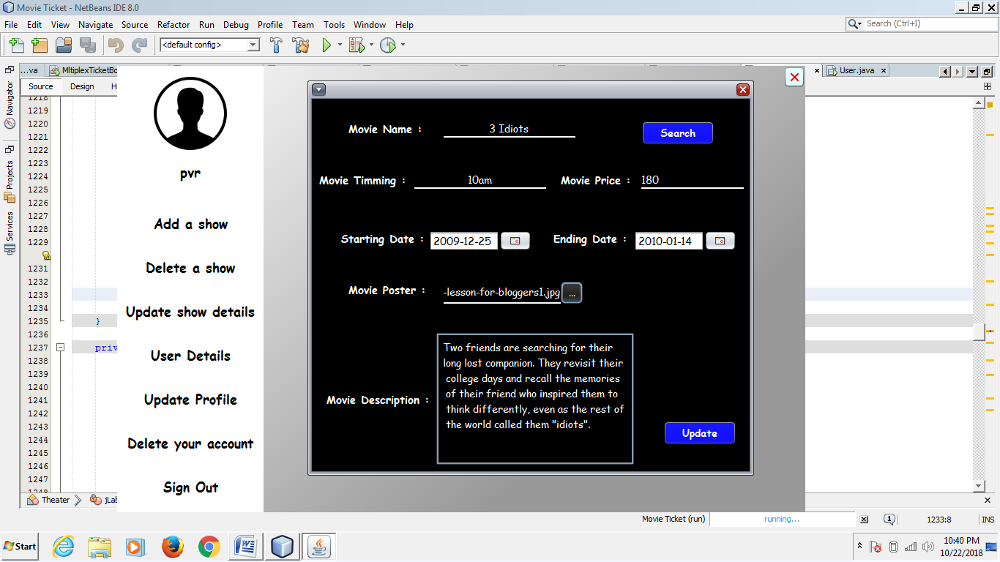 Movie Ticket - NetBeans IDE 8.0
File Edit View Navigate Source Refactor Run Debug Profile Team Tools Window Help
Search (Ctrl+I)
<default config>
...va MltiplexTicketBo User.java
Source Design H
Navigator
Projects
Services
1218
1219
1220
1221
1222
1223
1224
1225
1226
1227
1228
1229
1231
1232
1233
1234
1235 }
1236
1237 priv
1238
1239
1240
1241
1242
1243
1244
1245
1246
1247
1248
pvr
Add a show
Delete a show
Update show details
User Details
Update Profile
Delete your account
Sign Out
Movie Name : 3 Idiots Search
Movie Timming : 10am Movie Price : 180
Starting Date : 2009-12-25 Ending Date : 2010-01-14
Movie Poster : -lesson-for-bloggers1.jpg ...
Movie Description :
Two friends are searching for their
long lost companion. They revisit their
college days and recall the memories
of their friend who inspired them to
think differently, even as the rest of
the world called them "idiots".
Update
Theater jLab
Movie Ticket (run) running... 1 1233:8 INS
Start 10:40 PM
10/22/2018